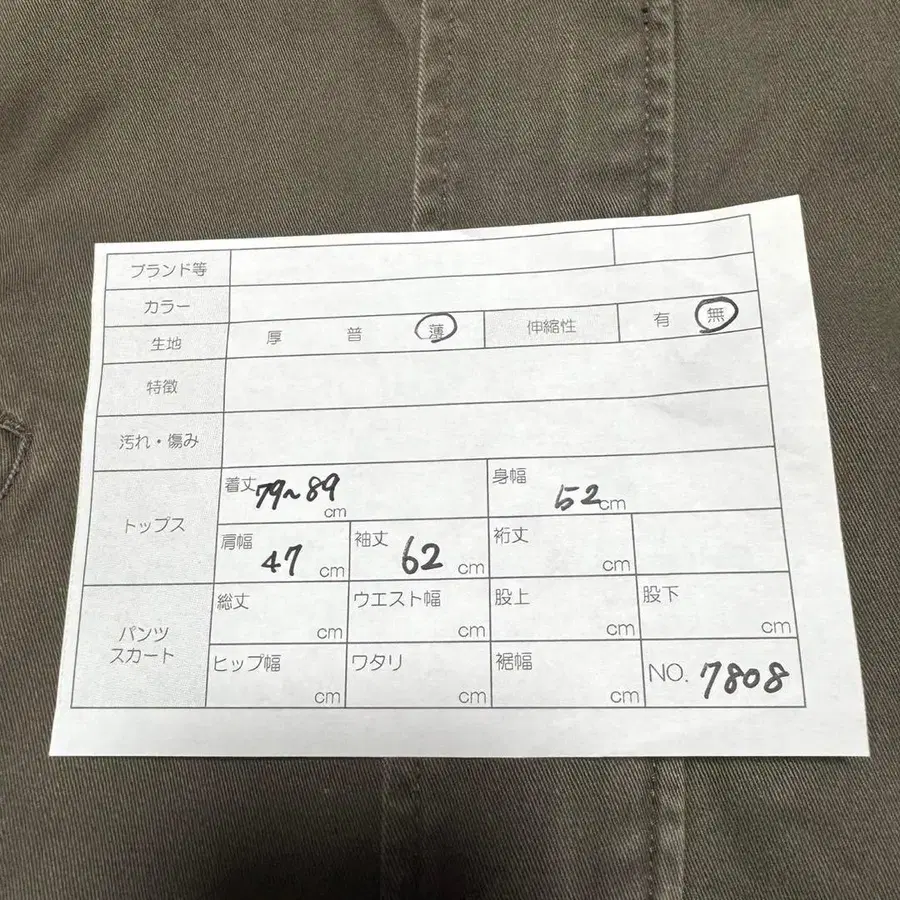 ブランド等
カラー
生地 厚 普 薄 伸縮性 有 無
特徴
汚れ・傷み
トップス
着丈 79~89 cm 身幅 52 cm
肩幅 47 cm 袖丈 62 cm 裄丈 cm
パンツ
スカート
総丈 cm ウエスト幅 cm 股上 cm 股下 cm
ヒップ幅 cm ワタリ cm 裾幅 cm NO. 7808